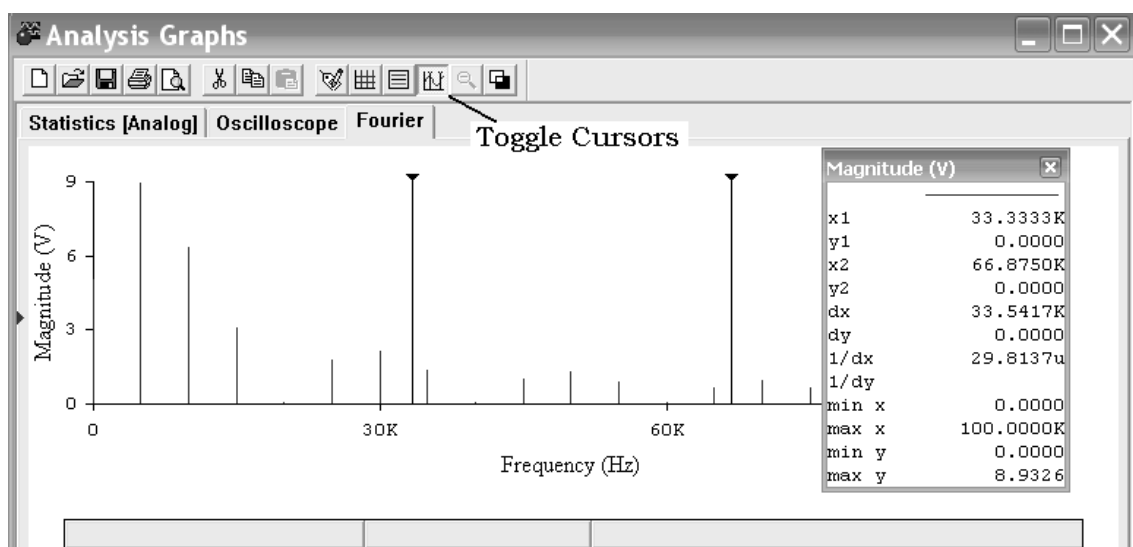 Analysis Graphs
Statistics [Analog] Oscilloscope Fourier
Toggle Cursors
Magnitude (V)
9
6
3
0
0 30K 60K
Frequency (Hz)
Magnitude (V)
x1 33.3333K
y1 0.0000
x2 66.8750K
y2 0.0000
dx 33.5417K
dy 0.0000
1/dx 29.8137u
1/dy
min x 0.0000
max x 100.0000K
min y 0.0000
max y 8.9326